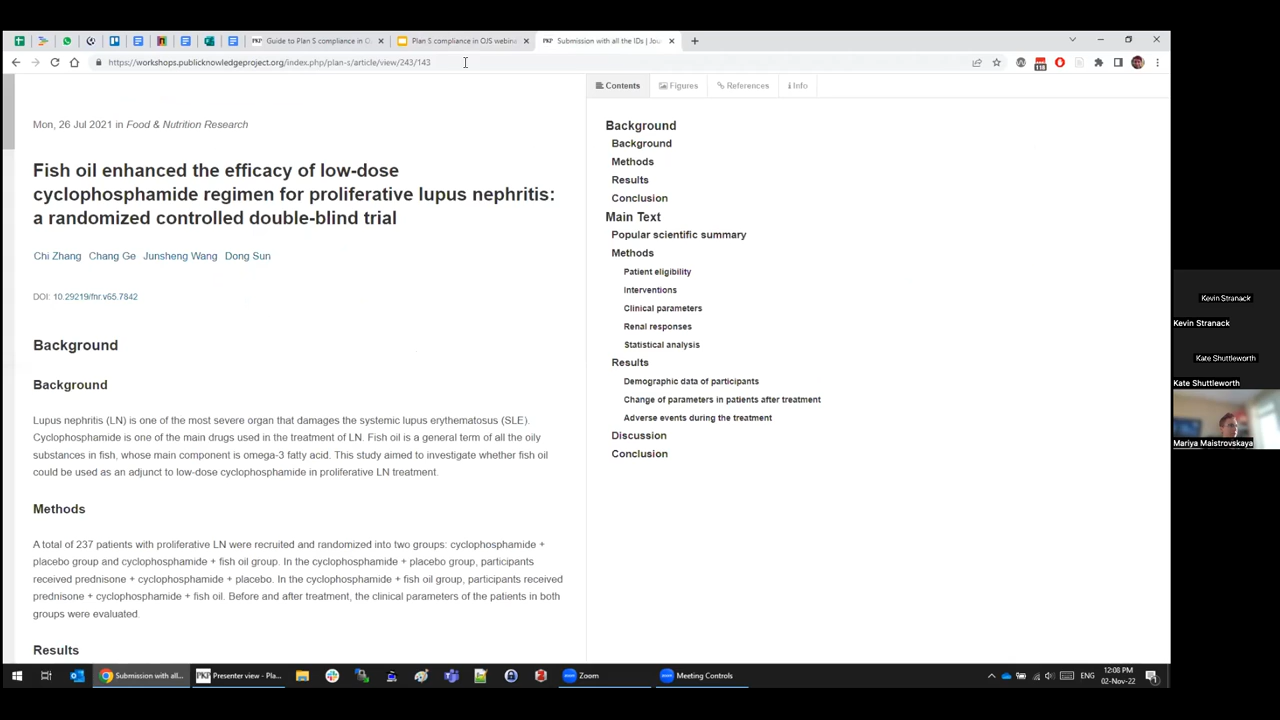 Guide to Plan S compliance in O
Plan S compliance in OJS webina
Submission with all the IDs | Jou
https://workshops.publicknowledgeproject.org/index.php/plan-s/article/view/243/143
Contents
Figures
References
Info
Mon, 26 Jul 2021 in Food & Nutrition Research
Fish oil enhanced the efficacy of low-dose
cyclophosphamide regimen for proliferative lupus nephritis:
a randomized controlled double-blind trial
Chi Zhang Chang Ge Junsheng Wang Dong Sun
DOI: 10.29219/fnr.v65.7842
Background
Background
Lupus nephritis (LN) is one of the most severe organ that damages the systemic lupus erythematosus (SLE).
Cyclophosphamide is one of the main drugs used in the treatment of LN. Fish oil is a general term of all the oily
substances in fish, whose main component is omega-3 fatty acid. This study aimed to investigate whether fish oil
could be used as an adjunct to low-dose cyclophosphamide in proliferative LN treatment.
Methods
A total of 237 patients with proliferative LN were recruited and randomized into two groups: cyclophosphamide +
placebo group and cyclophosphamide + fish oil group. In the cyclophosphamide + placebo group, participants
received prednisone + cyclophosphamide + placebo. In the cyclophosphamide + fish oil group, participants received
prednisone + cyclophosphamide + fish oil. Before and after treatment, the clinical parameters of the patients in both
groups were evaluated.
Results
Background
Background
Methods
Results
Conclusion
Main Text
Popular scientific summary
Methods
Patient eligibility
Interventions
Clinical parameters
Renal responses
Statistical analysis
Results
Demographic data of participants
Change of parameters in patients after treatment
Adverse events during the treatment
Discussion
Conclusion
Kevin Stranack
Kevin Stranack
Kate Shuttleworth
Kate Shuttleworth
Mariya Maistrovskaya
Submission with all...
PKP Presenter view - Pla...
Zoom
Meeting Controls
ENG
12:08 PM
02-Nov-22